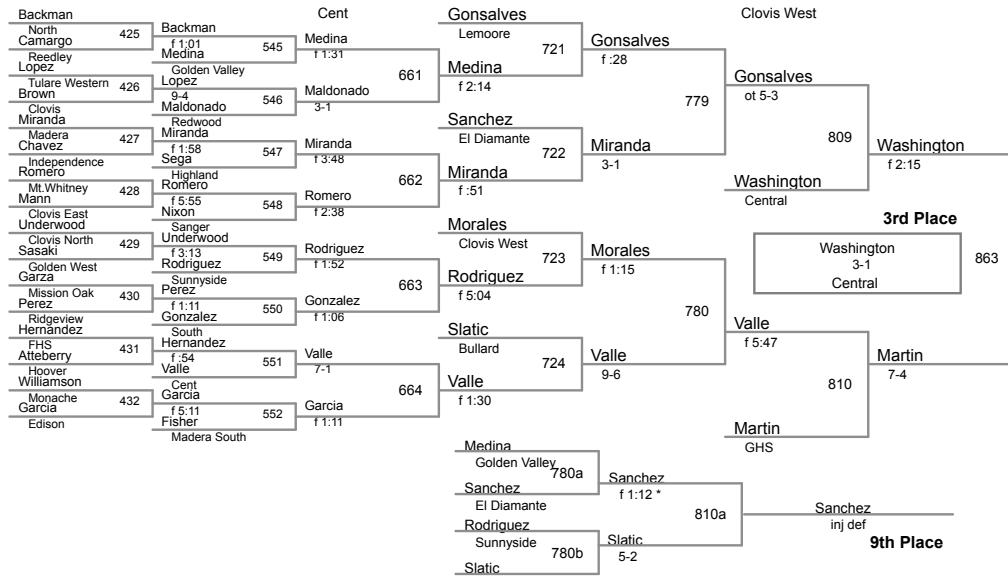 Backman
North
Camargo
425
Reedley
Lopez
Tulare Western
Brown
426
Clovis
Miranda
Madera
Chavez
427
Independence
Romero
Mt.Whitney
Mann
428
Clovis East
Underwood
Clovis North
Sasaki
429
Golden West
Garza
Mission Oak
Perez
430
Ridgeview
Hernandez
FHS
Atteberry
431
Hoover
Williamson
Monache
Garcia
432
Edison
Backman
f 1:01
Medina
545
Golden Valley
Lopez
9-4
Maldonado
546
Redwood
Miranda
f 1:58
Sega
547
Highland
Romero
f 5:55
Nixon
548
Sanger
Underwood
f 3:13
Rodriguez
549
Sunnyside
Perez
f 1:11
Gonzalez
550
South
Hernandez
f :54
Valle
551
Cent
Garcia
f 5:11
Fisher
552
Madera South
Cent
Medina
f 1:31
661
Maldonado
3-1
Miranda
f 3:48
662
Romero
f 2:38
Rodriguez
f 1:52
663
Gonzalez
f 1:06
Valle
7-1
664
Garcia
f 1:11
Gonsalves
Lemoore
721
Medina
f 2:14
Sanchez
El Diamante
722
Miranda
f :51
Morales
Clovis West
723
Rodriguez
f 5:04
Slatic
Bullard
724
Valle
f 1:30
Gonsalves
f :28
779
Miranda
3-1
Morales
f 1:15
780
Valle
9-6
Clovis West
Gonsalves
ot 5-3
809
Washington
Central
Valle
f 5:47
810
Martin
GHS
Washington
f 2:15
3rd Place
Washington
3-1
863
Central
Martin
7-4
Medina
Golden Valley
780a
Sanchez
El Diamante
Rodriguez
Sunnyside
780b
Slatic
Sanchez
f 1:12 *
810a
Slatic
5-2
Sanchez
inj def
9th Place